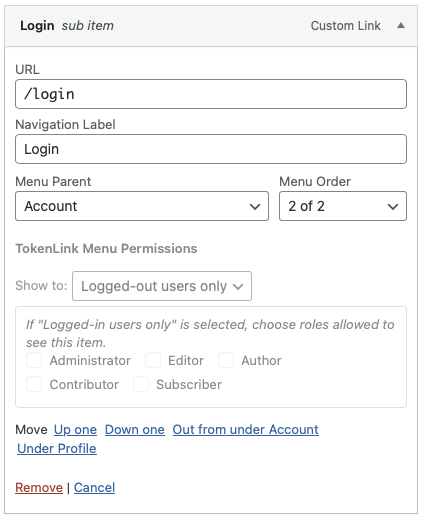 Login sub item Custom Link
URL
/login
Navigation Label
Login
Menu Parent Menu Order
Account 2 of 2
TokenLink Menu Permissions
Show to: Logged-out users only
If "Logged-in users only" is selected, choose roles allowed to
see this item.
Administrator Editor Author
Contributor Subscriber
Move Up one Down one Out from under Account
Under Profile
Remove | Cancel